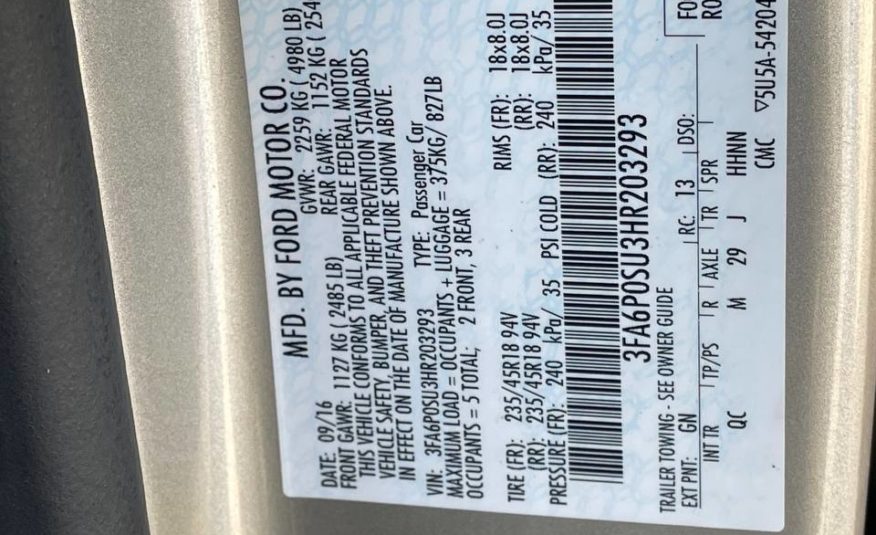 MFD. BY FORD MOTOR CO.
DATE: 09/16 GVWR: 2259 KG ( 4980 LB)
FRONT GAWR: 1127 KG ( 2485 LB) REAR GAWR: 1152 KG ( 254
THIS VEHICLE CONFORMS TO ALL APPLICABLE FEDERAL MOTOR
VEHICLE SAFETY, BUMPER, AND THEFT PREVENTION STANDARDS
IN EFFECT ON THE DATE OF MANUFACTURE SHOWN ABOVE.
VIN: 3FA6P0SU3HR203293 TYPE: Passenger Car
MAXIMUM LOAD = OCCUPANTS + LUGGAGE = 375KG/ 827LB
OCCUPANTS = 5 TOTAL; 2 FRONT, 3 REAR
TIRE (FR): 235/45R18 94V RIMS (FR): 18x8.0J
(RR): 235/45R18 94V (RR): 18x8.0J
PRESSURE (FR): 240 kPa/ 35 PSI COLD (RR): 240 kPa/ 35
3FA6P0SU3HR203293
TRAILER TOWING - SEE OWNER GUIDE
EXT PNT: GN RC: 13 DSO:
INT TR TP/PS R AXLE TR SPR
QC M 29 J HHNN
CMC ▽5U5A-54204
F0
R0